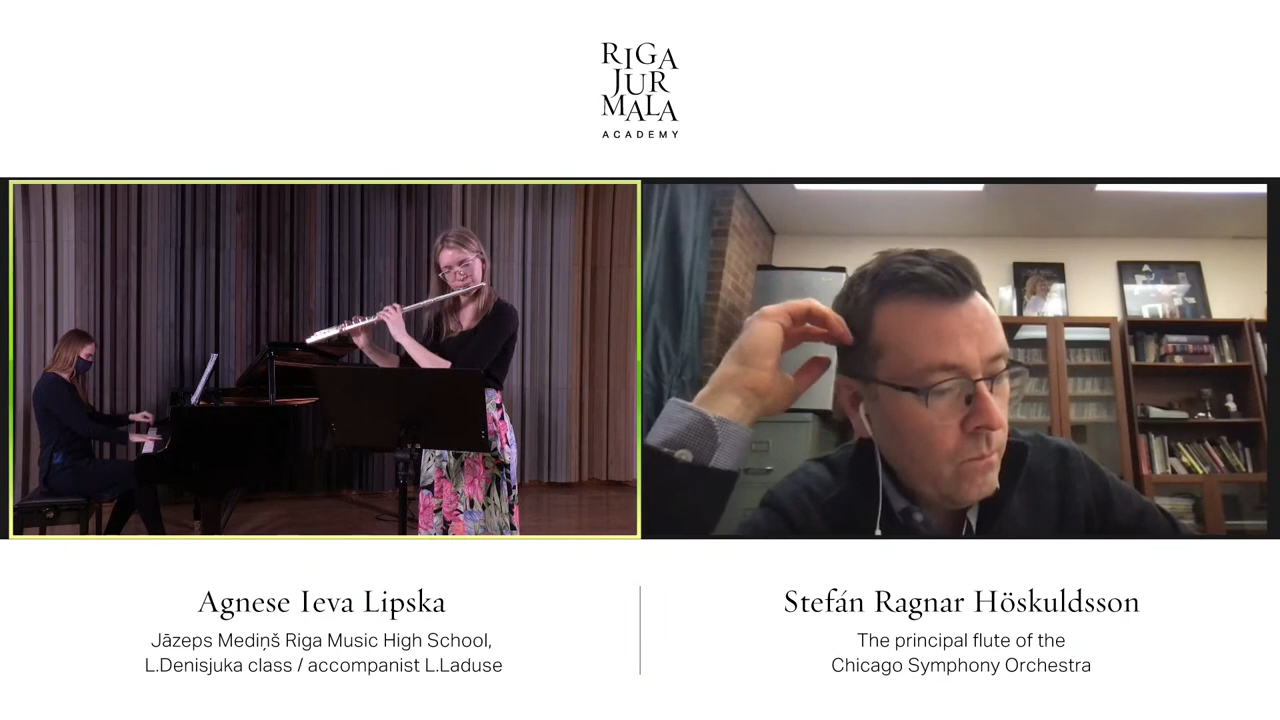 RIGA
JUR
MALA
ACADEMY
Agnese Ieva Lipska
Jāzeps Mediņš Riga Music High School,
L.Denisjuka class / accompanist L.Laduse
Stefán Ragnar Höskuldsson
The principal flute of the
Chicago Symphony Orchestra